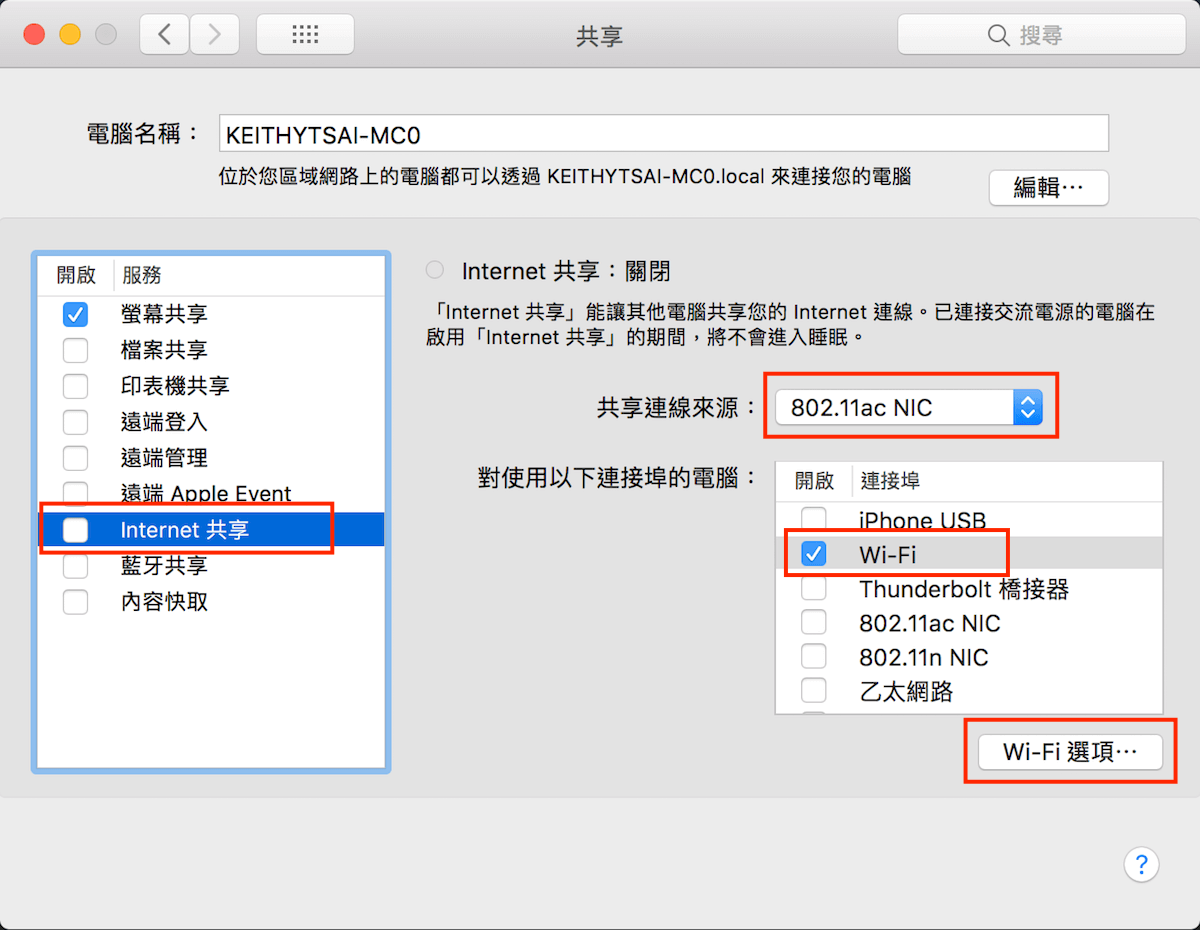 共享
搜尋
電腦名稱：
KEITHYTSAI-MC0
位於您區域網路上的電腦都可以透過 KEITHYTSAI-MC0.local 來連接您的電腦
編輯⋯
開啟 服務
螢幕共享
檔案共享
印表機共享
遠端登入
遠端管理
遠端 Apple Event
Internet 共享
藍牙共享
內容快取
Internet 共享：關閉
「Internet 共享」能讓其他電腦共享您的 Internet 連線。已連接交流電源的電腦在
啟用「Internet 共享」的期間，將不會進入睡眠。
共享連線來源：
802.11ac NIC
對使用以下連接埠的電腦：
開啟 連接埠
iPhone USB
Wi-Fi
Thunderbolt 橋接器
802.11ac NIC
802.11n NIC
乙太網路
Wi-Fi 選項⋯
?